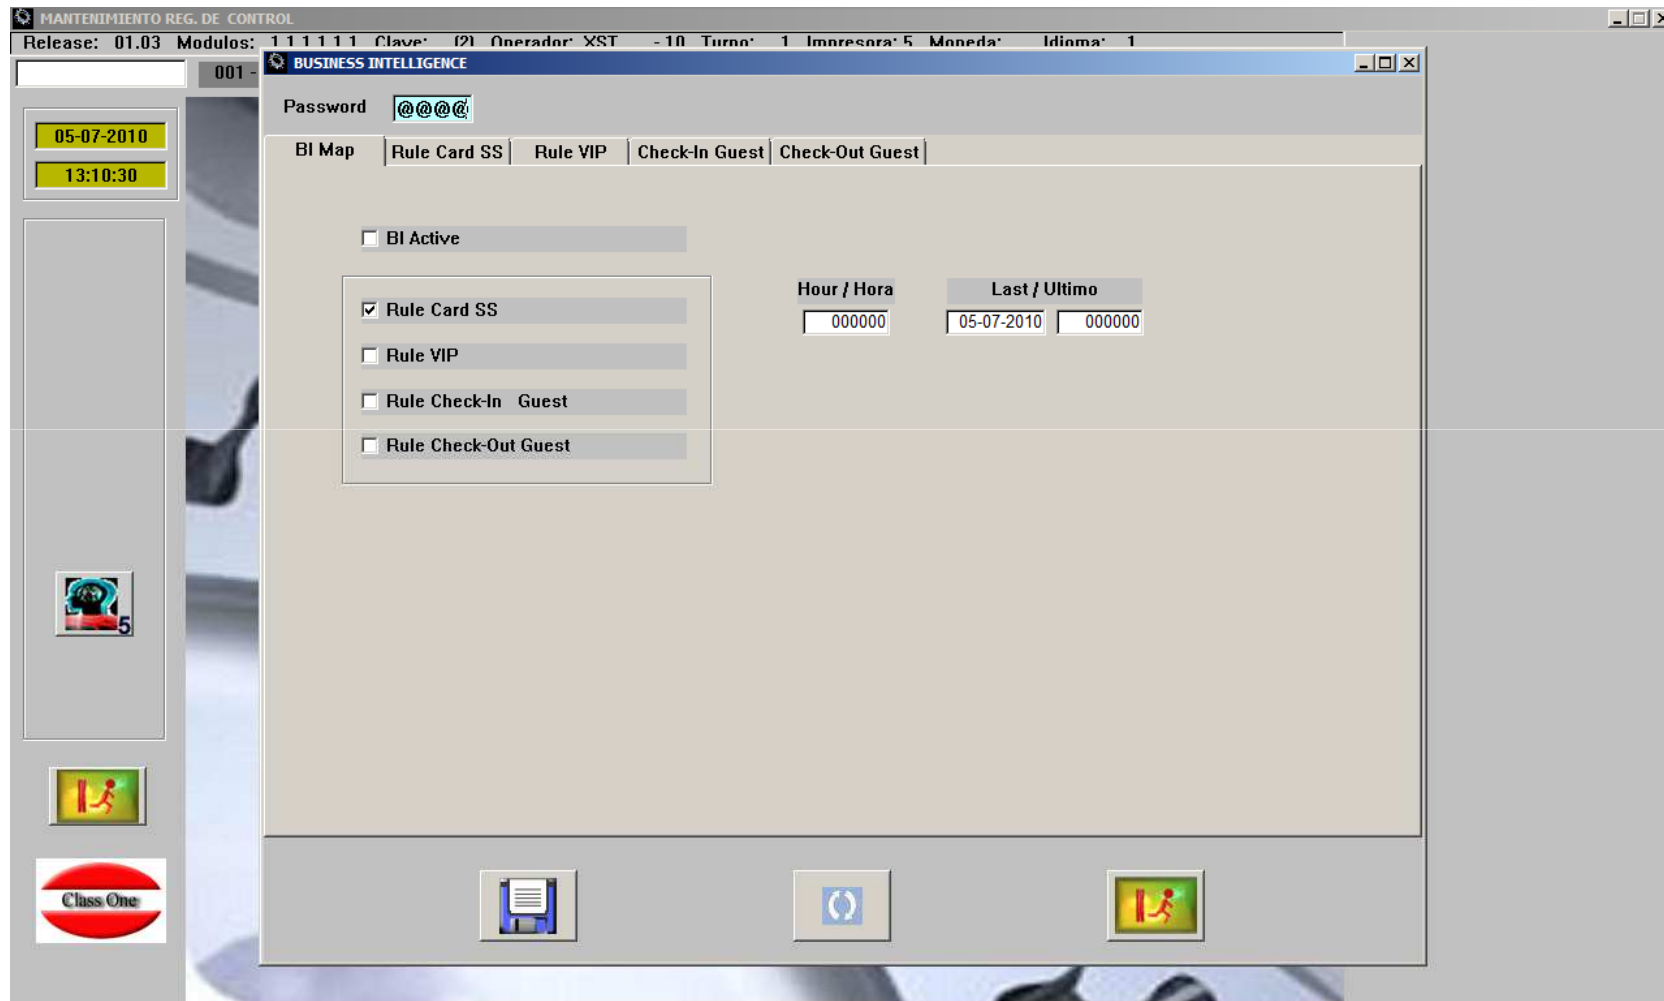 MANTENIMIENTO REG. DE CONTROL
Release: 01.03 Modulos: 1 1 1 1 1 1 Clave: (2) Operador: XST - 10 Turno: 1 Impresora: 5 Moneda: Idioma: 1
001 -
BUSINESS INTELLIGENCE
Password @@@@
05-07-2010
13:10:30
BI Map Rule Card SS Rule VIP Check-In Guest Check-Out Guest
BI Active
Hour / Hora Last / Ultimo
Rule Card SS 000000 05-07-2010 000000
Rule VIP
Rule Check-In Guest
Rule Check-Out Guest
5
Class One